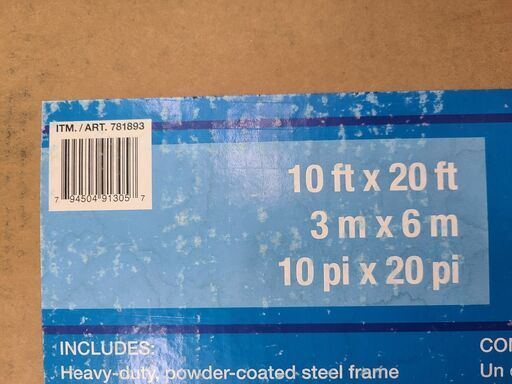 ITM. / ART. 781893
7 94504 91305 7
10 ft x 20 ft
3 m x 6 m
10 pi x 20 pi
INCLUDES:
Heavy-duty, powder-coated steel frame
Un